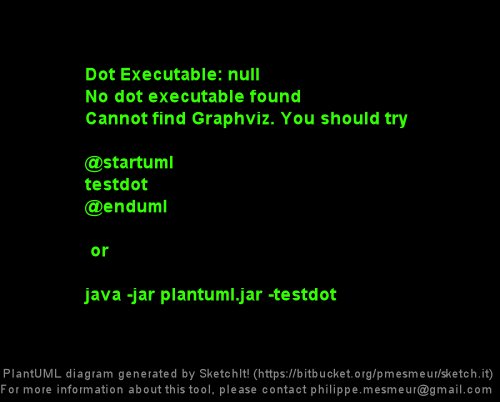 Dot Executable: null
No dot executable found
Cannot find Graphviz. You should try
@startuml
testdot
@enduml
or
java -jar plantuml.jar -testdot
PlantUML diagram generated by SketchIt! (https://bitbucket.org/pmesmeur/sketch.it)
For more information about this tool, please contact philippe.mesmeur@gmail.com